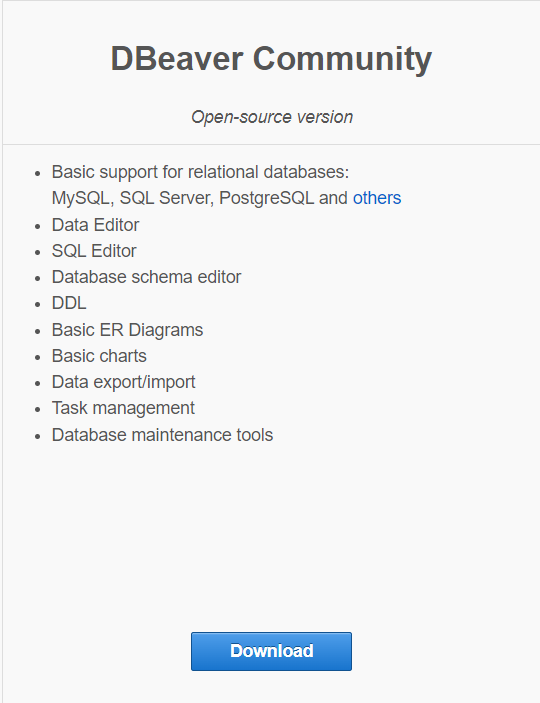 DBeaver Community
Open-source version
• Basic support for relational databases:
MySQL, SQL Server, PostgreSQL and others
• Data Editor
• SQL Editor
• Database schema editor
• DDL
• Basic ER Diagrams
• Basic charts
• Data export/import
• Task management
• Database maintenance tools
Download